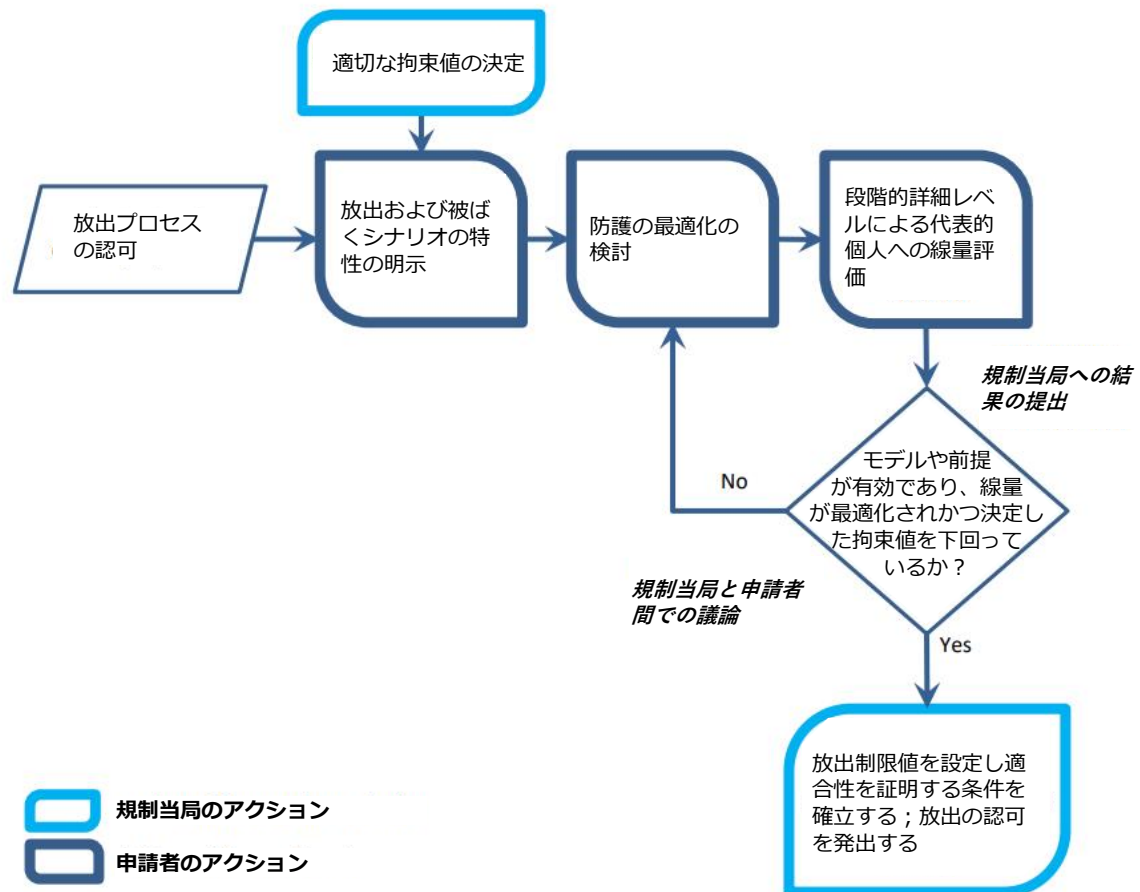 適切な拘束値の決定
放出プロセス
の認可
放出および被ば
くシナリオの特
性の明示
防護の最適化の
検討
段階的詳細レベ
ルによる代表的
個人への線量評
価
規制当局への結
果の提出
モデルや前提
が有効であり、線量
が最適化されかつ決定し
た拘束値を下回って
いるか？
No
規制当局と申請者
間での議論
Yes
放出制限値を設定し適
合性を証明する条件を
確立する；放出の認可
を発出する
規制当局のアクション
申請者のアクション